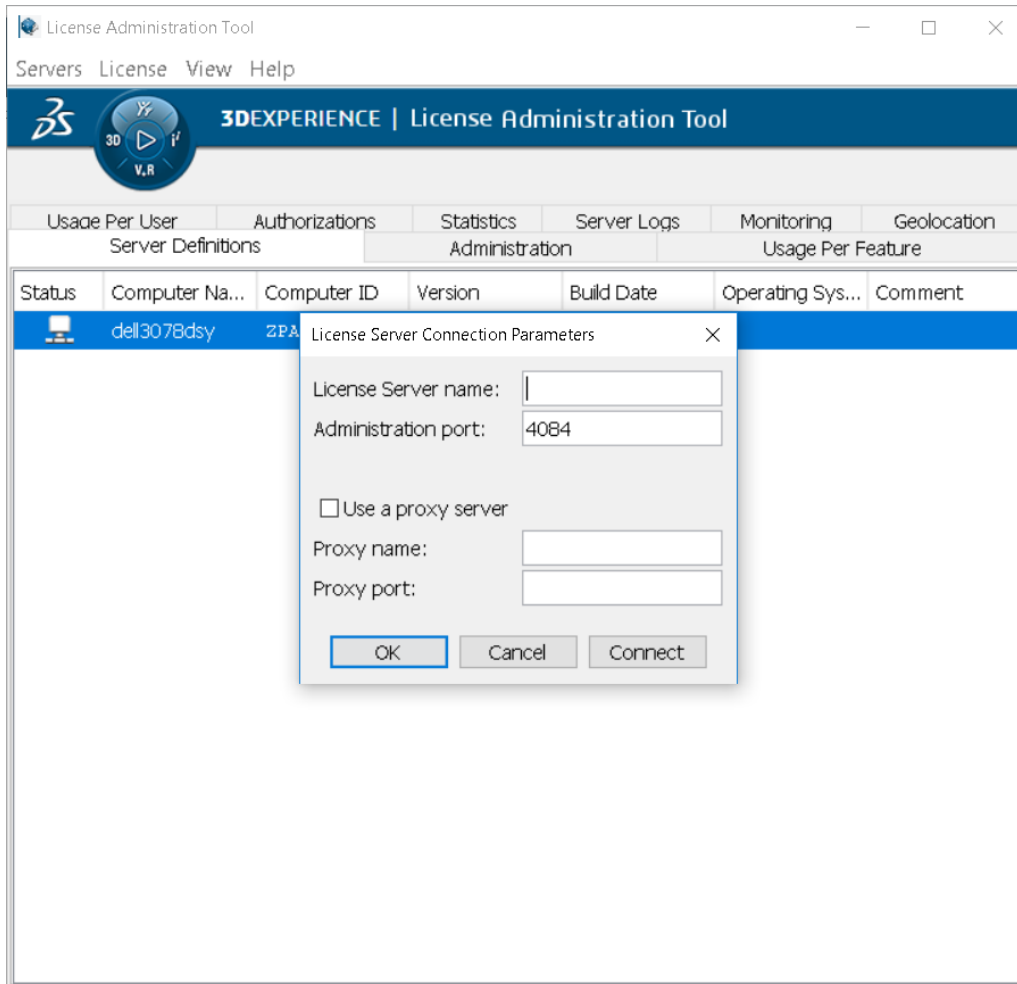 License Administration Tool
Servers License View Help
3DEXPERIENCE | License Administration Tool
3D
V.R
Usage Per User Authorizations Statistics Server Logs Monitoring Geolocation
Server Definitions Administration Usage Per Feature
Status Computer Na... Computer ID Version Build Date Operating Sys... Comment
dell3078dsy ZPA
License Server Connection Parameters
License Server name:
Administration port: 4084
Use a proxy server
Proxy name:
Proxy port:
OK Cancel Connect